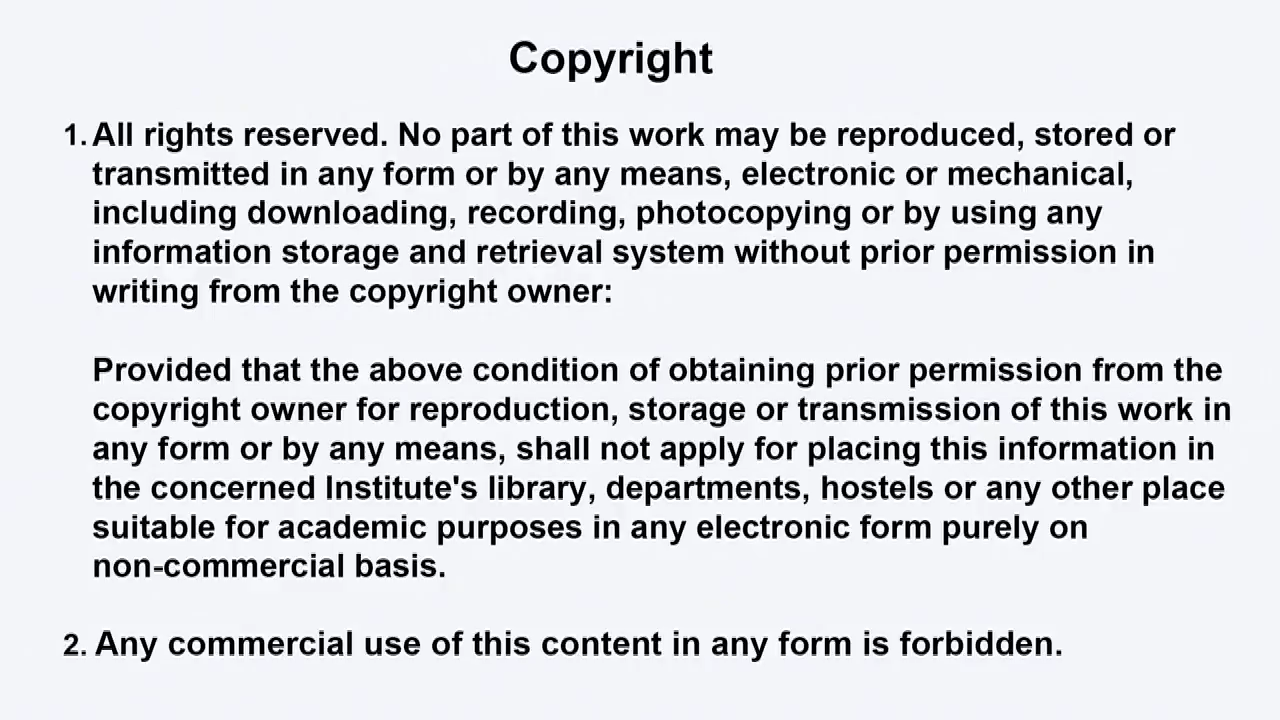 Copyright
1. All rights reserved. No part of this work may be reproduced, stored or
transmitted in any form or by any means, electronic or mechanical,
including downloading, recording, photocopying or by using any
information storage and retrieval system without prior permission in
writing from the copyright owner:
Provided that the above condition of obtaining prior permission from the
copyright owner for reproduction, storage or transmission of this work in
any form or by any means, shall not apply for placing this information in
the concerned Institute's library, departments, hostels or any other place
suitable for academic purposes in any electronic form purely on
non-commercial basis.
2. Any commercial use of this content in any form is forbidden.